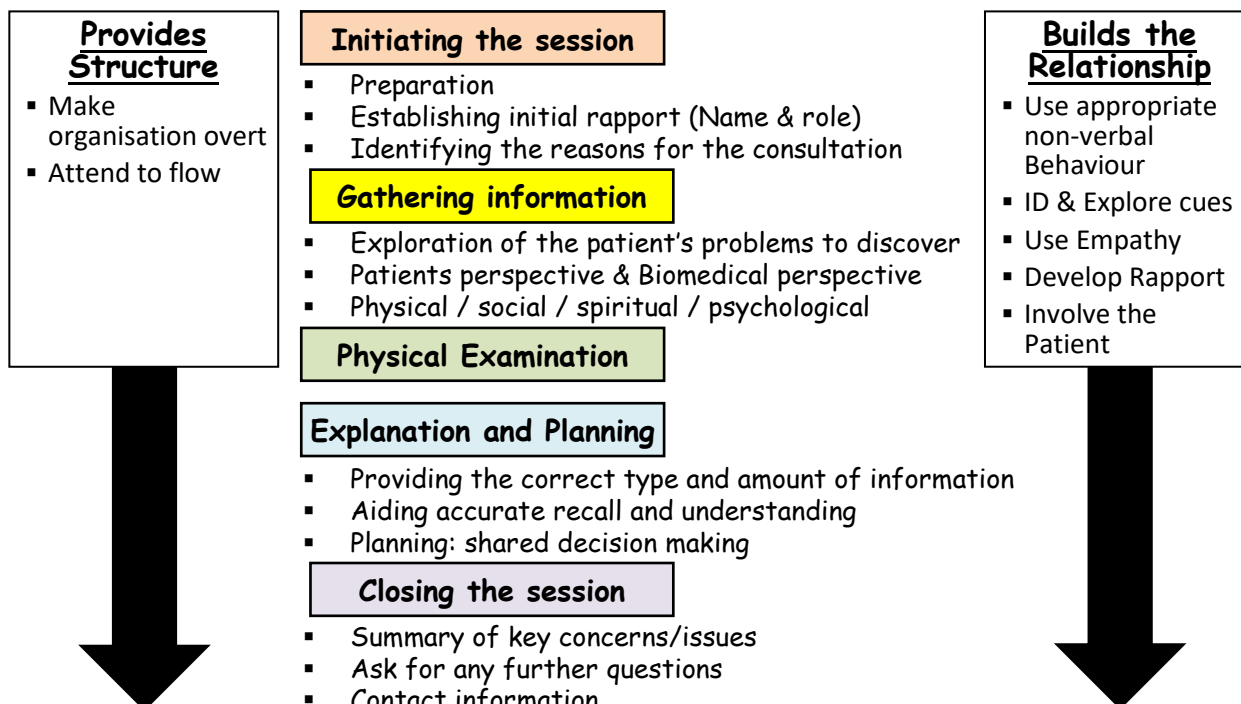 Provides
Structure
▪ Make
organisation overt
▪ Attend to flow
Initiating the session
▪ Preparation
▪ Establishing initial rapport (Name & role)
▪ Identifying the reasons for the consultation
Gathering information
▪ Exploration of the patient's problems to discover
▪ Patients perspective & Biomedical perspective
▪ Physical / social / spiritual / psychological
Physical Examination
Explanation and Planning
▪ Providing the correct type and amount of information
▪ Aiding accurate recall and understanding
▪ Planning: shared decision making
Closing the session
▪ Summary of key concerns/issues
▪ Ask for any further questions
▪ Contact information
Builds the
Relationship
▪ Use appropriate
non-verbal
Behaviour
▪ ID & Explore cues
▪ Use Empathy
▪ Develop Rapport
▪ Involve the
Patient